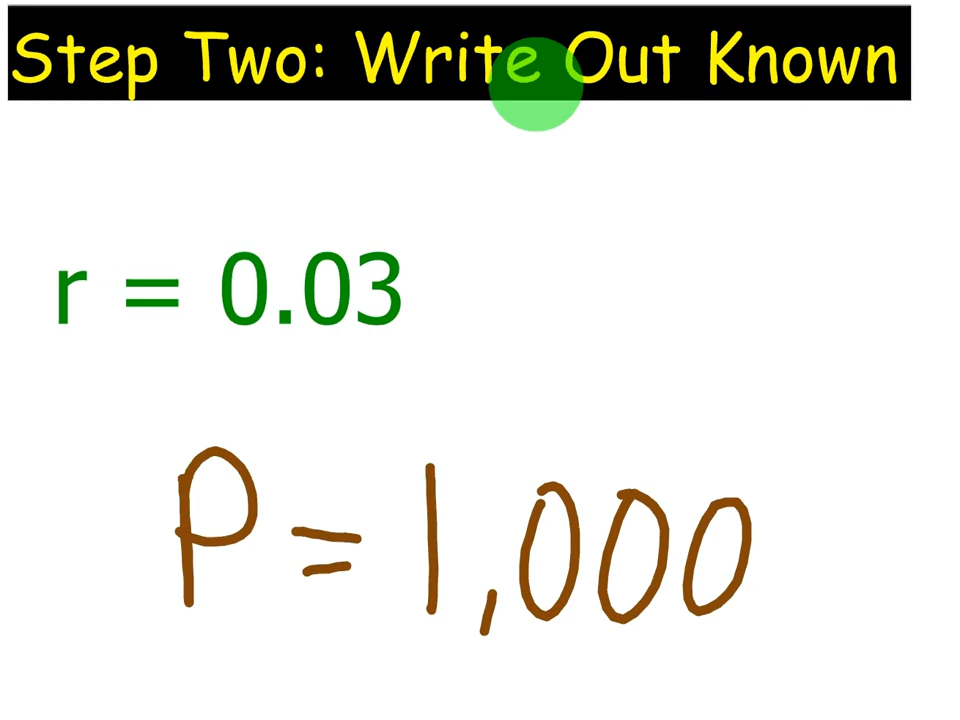 Step Two: Write Out Known
r = 0.03
P = 1,000